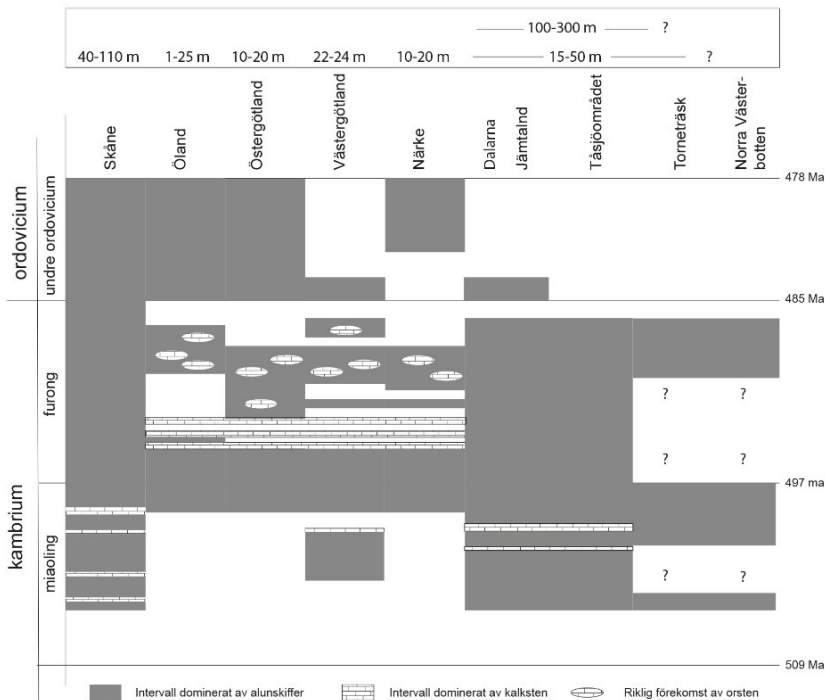 100-300 m ?
40-110 m 1-25 m 10-20 m 22-24 m 10-20 m 15-50 m ?
Skåne
Öland
Östergötland
Västergötland
Närke
Dalarna
Jämtalnd
Tåsjöområdet
Torneträsk
Norra Väster-
botten
478 Ma
ordovicium
undre ordovicium
485 Ma
kambrium
furong
? ?
? ?
497 ma
miaoling
? ?
509 Ma
Intervall dominerat av alunskiffer
Intervall dominerat av kalksten
Riklig förekomst av orsten